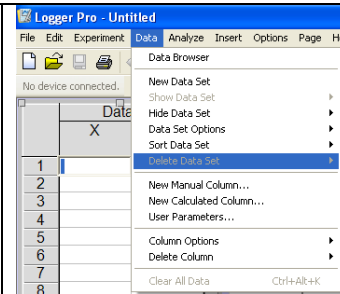 Logger Pro - Untitled
File Edit Experiment Data Analyze Insert Options Page
No device connected.
Data
X
1
2
3
4
5
6
7
8
Data Browser
New Data Set
Show Data Set
Hide Data Set
Data Set Options
Sort Data Set
Delete Data Set
New Manual Column...
New Calculated Column...
User Parameters...
Column Options
Delete Column
Clear All Data Ctrl+Alt+K